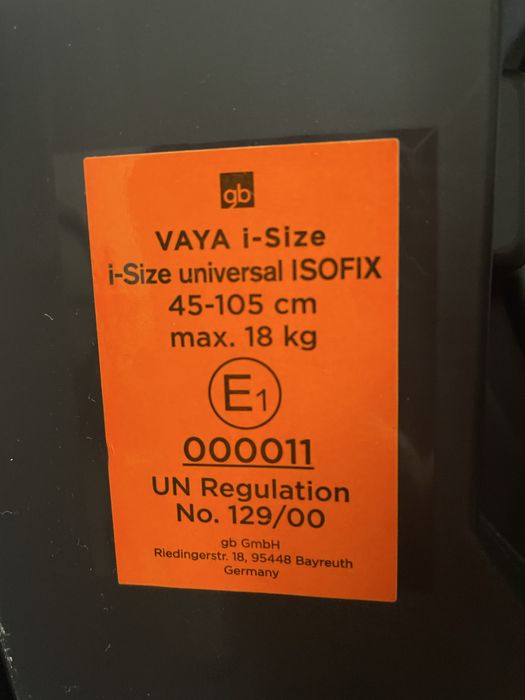 gb
VAYA i-Size
i-Size universal ISOFIX
45-105 cm
max. 18 kg
E1
000011
UN Regulation
No. 129/00
gb GmbH
Riedingerstr. 18, 95448 Bayreuth
Germany